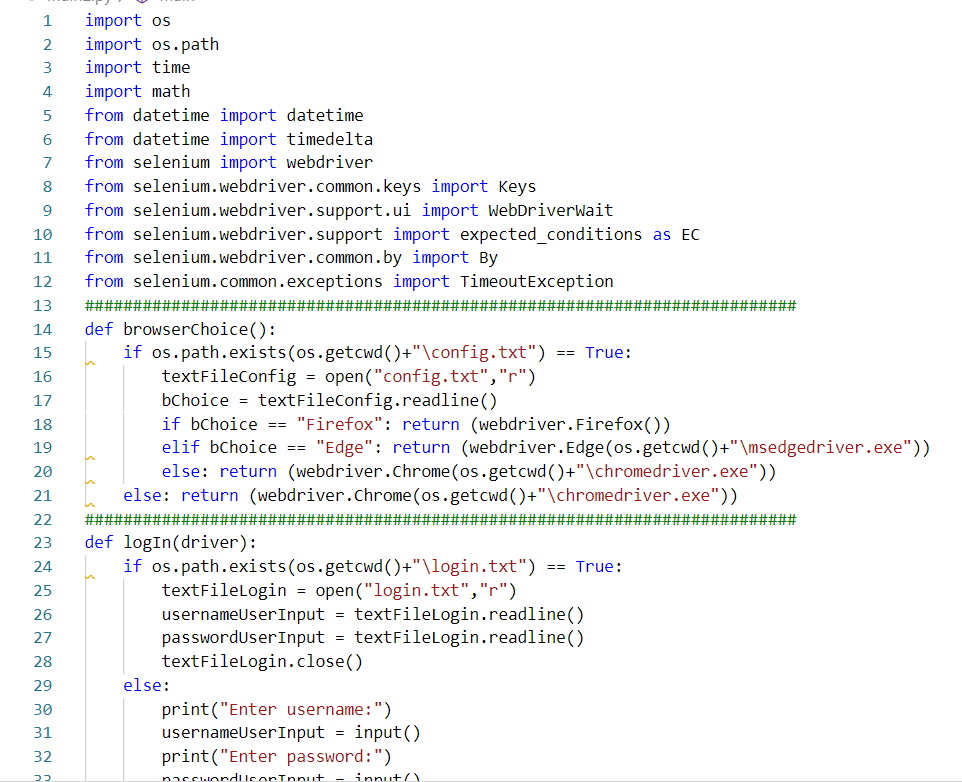 1 import os
2 import os.path
3 import time
4 import math
5 from datetime import datetime
6 from datetime import timedelta
7 from selenium import webdriver
8 from selenium.webdriver.common.keys import Keys
9 from selenium.webdriver.support.ui import WebDriverWait
10 from selenium.webdriver.support import expected_conditions as EC
11 from selenium.webdriver.common.by import By
12 from selenium.common.exceptions import TimeoutException
13 ##########################################################################
14 def browserChoice():
15     if os.path.exists(os.getcwd()+"\config.txt") == True:
16         textFileConfig = open("config.txt","r")
17         bChoice = textFileConfig.readline()
18         if bChoice == "Firefox": return (webdriver.Firefox())
19         elif bChoice == "Edge": return (webdriver.Edge(os.getcwd()+"\msedgedriver.exe"))
20         else: return (webdriver.Chrome(os.getcwd()+"\chromedriver.exe"))
21     else: return (webdriver.Chrome(os.getcwd()+"\chromedriver.exe"))
22 ##########################################################################
23 def logIn(driver):
24     if os.path.exists(os.getcwd()+"\login.txt") == True:
25         textFileLogin = open("login.txt","r")
26         usernameUserInput = textFileLogin.readline()
27         passwordUserInput = textFileLogin.readline()
28         textFileLogin.close()
29     else:
30         print("Enter username:")
31         usernameUserInput = input()
32         print("Enter password:")
33         passwordUserInput = input()